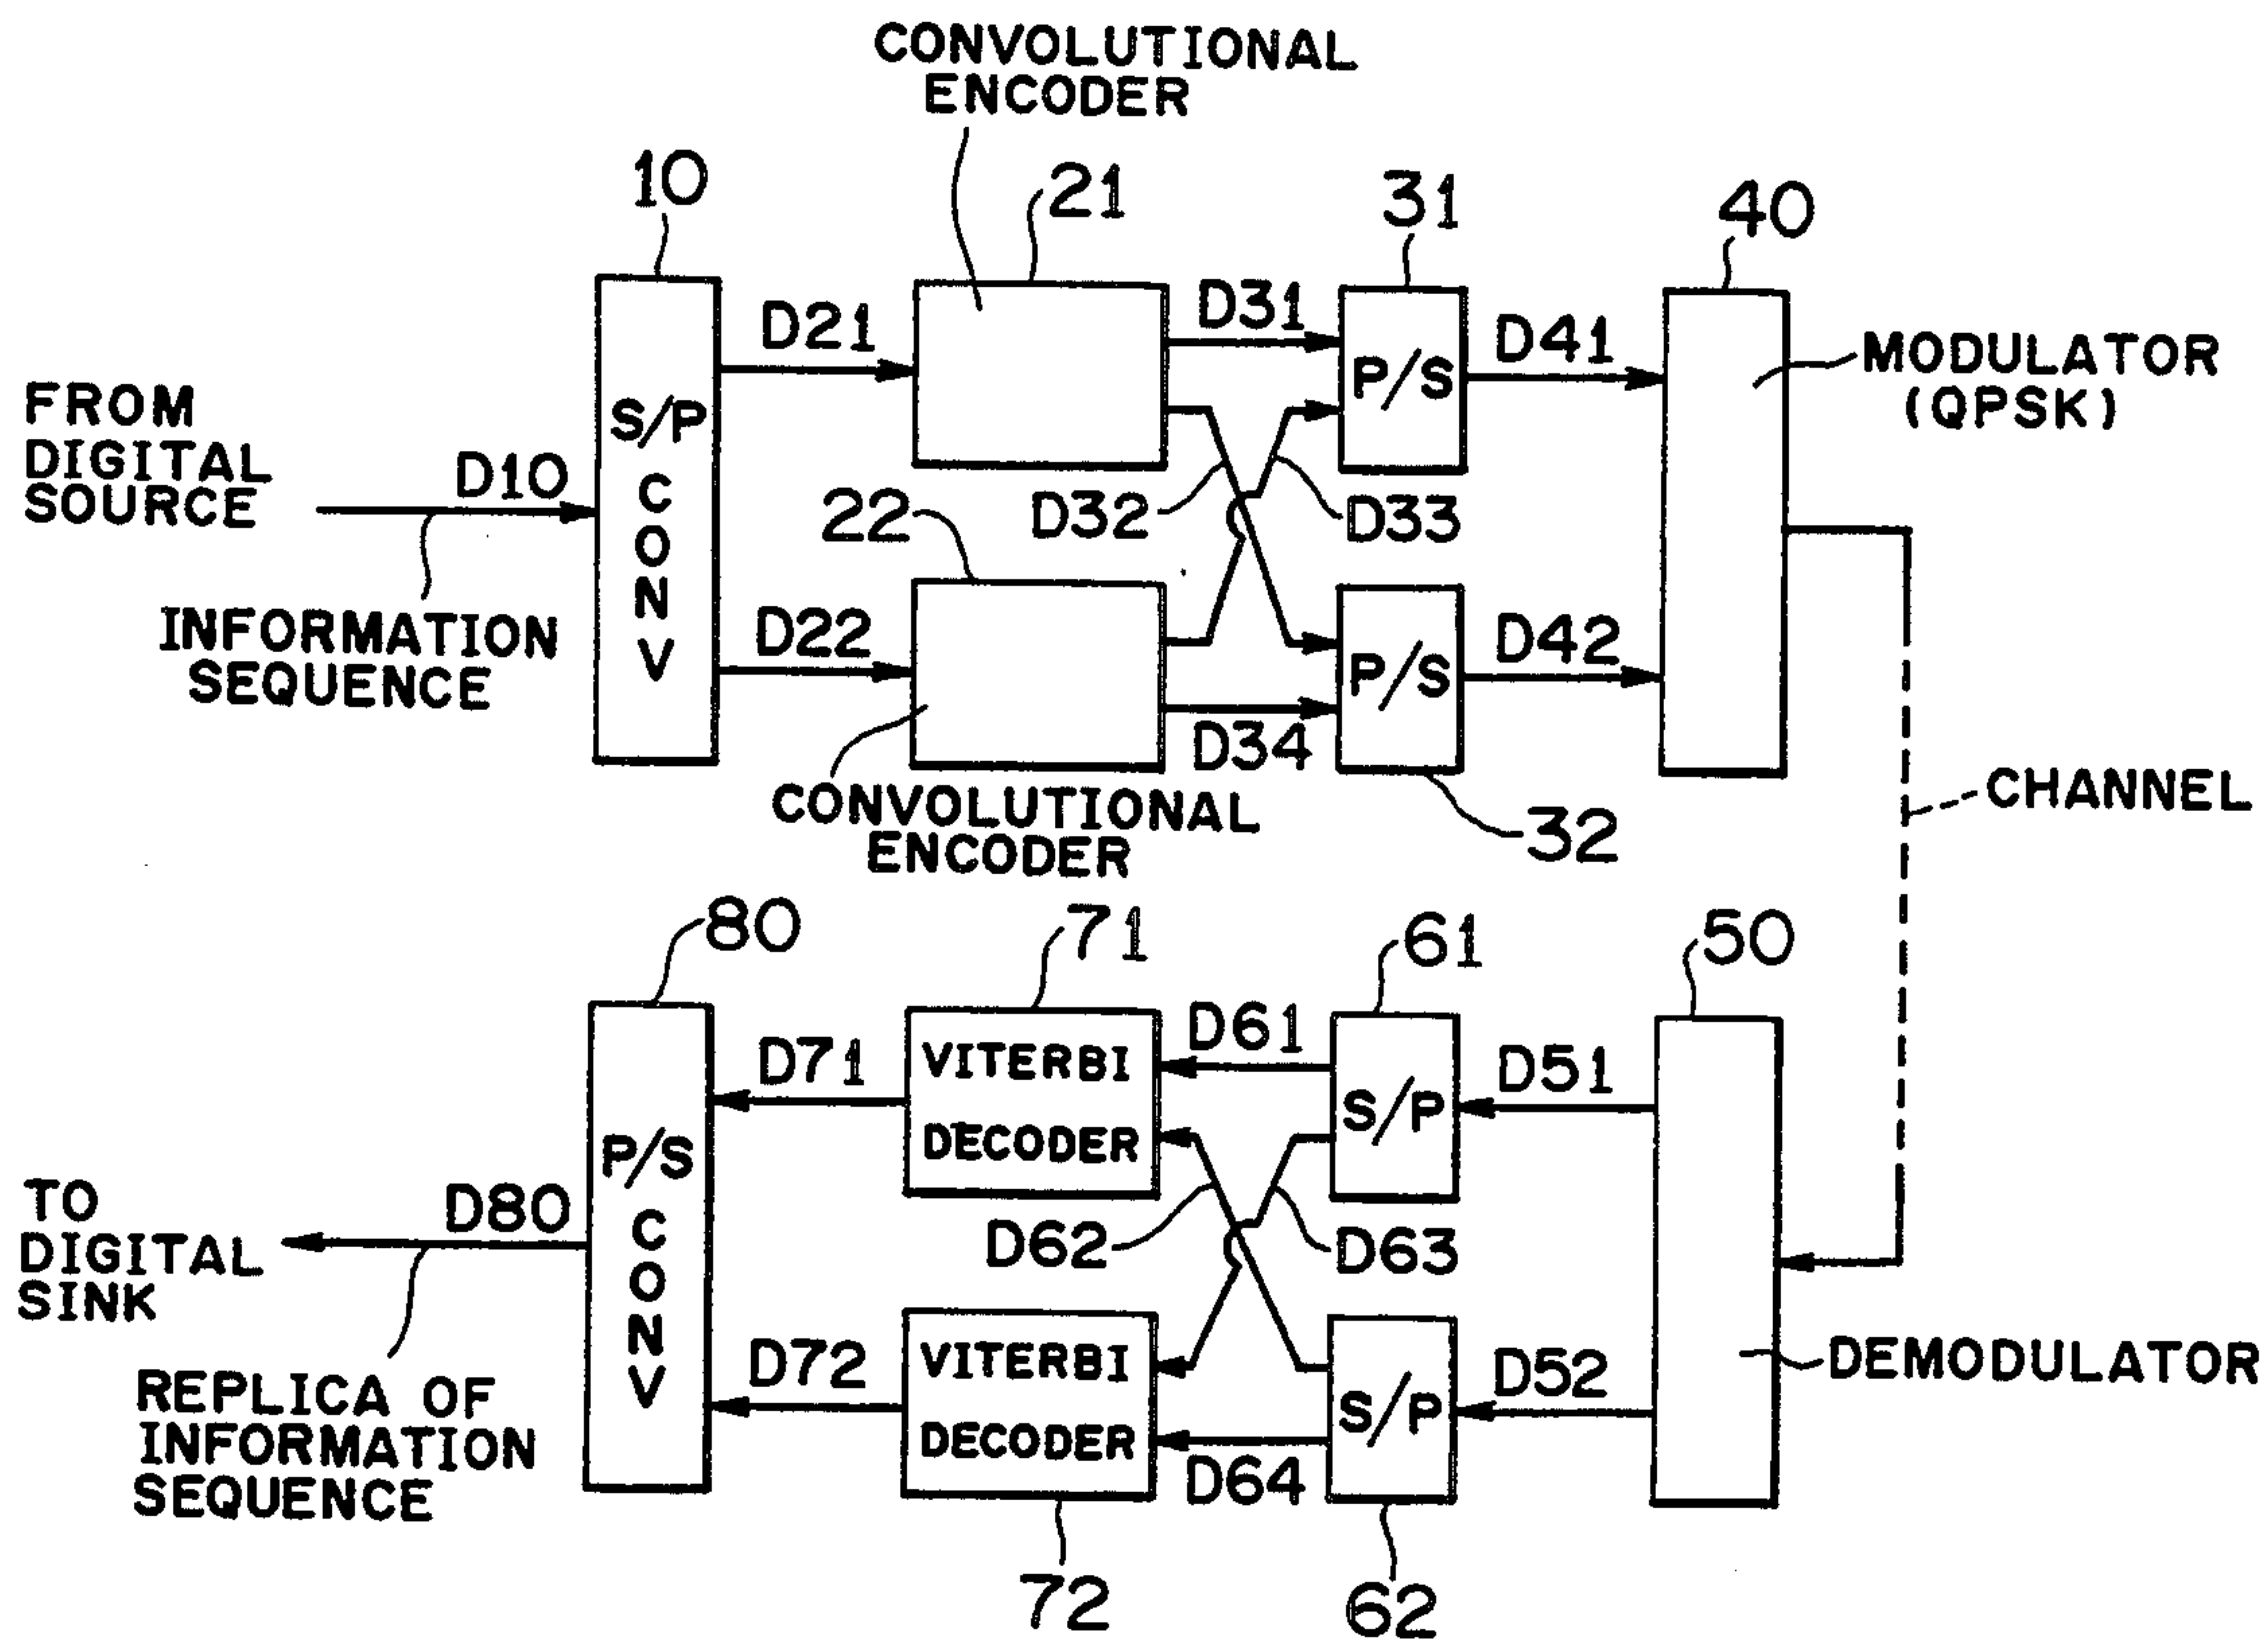 CONVOLUTIONAL
ENCODER
10
21
31
40
D21
D31
D41
MODULATOR
(QPSK)
FROM
DIGITAL
SOURCE
D10
S/P
C
O
N
V
P/S
D32
D33
22
INFORMATION
SEQUENCE
D22
P/S
D42
D34
CONVOLUTIONAL
ENCODER
32
CHANNEL
80
71
61
50
D71
VITERBI
DECODER
D61
S/P
D51
TO
DIGITAL
SINK
D80
P/S
C
O
N
V
D62
D63
D72
VITERBI
DECODER
D64
S/P
D52
DEMODULATOR
REPLICA OF
INFORMATION
SEQUENCE
72
62